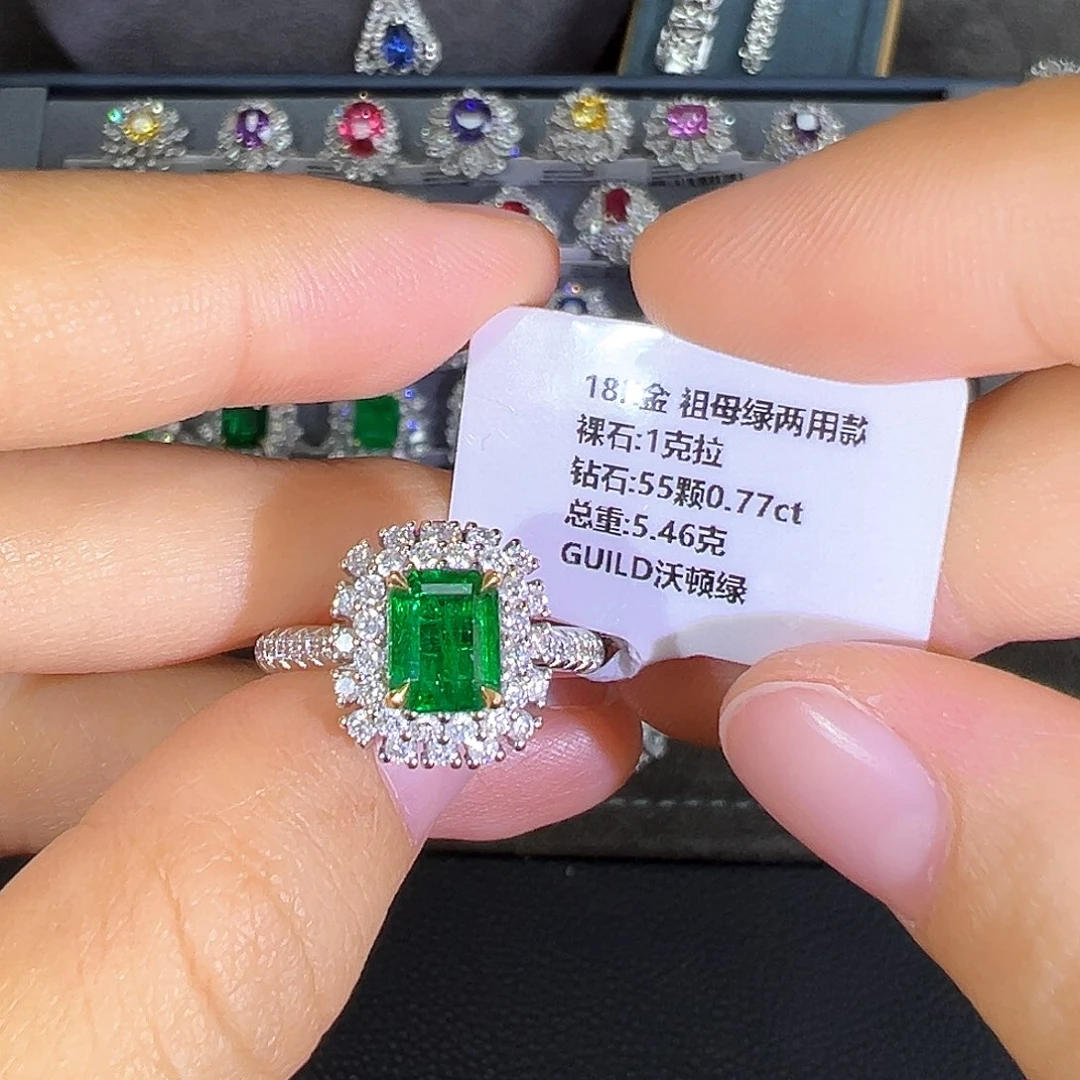 18K金 祖母绿两用款
裸石:1克拉
钻石:55颗0.77ct
总重:5.46克
GUILD沃顿绿